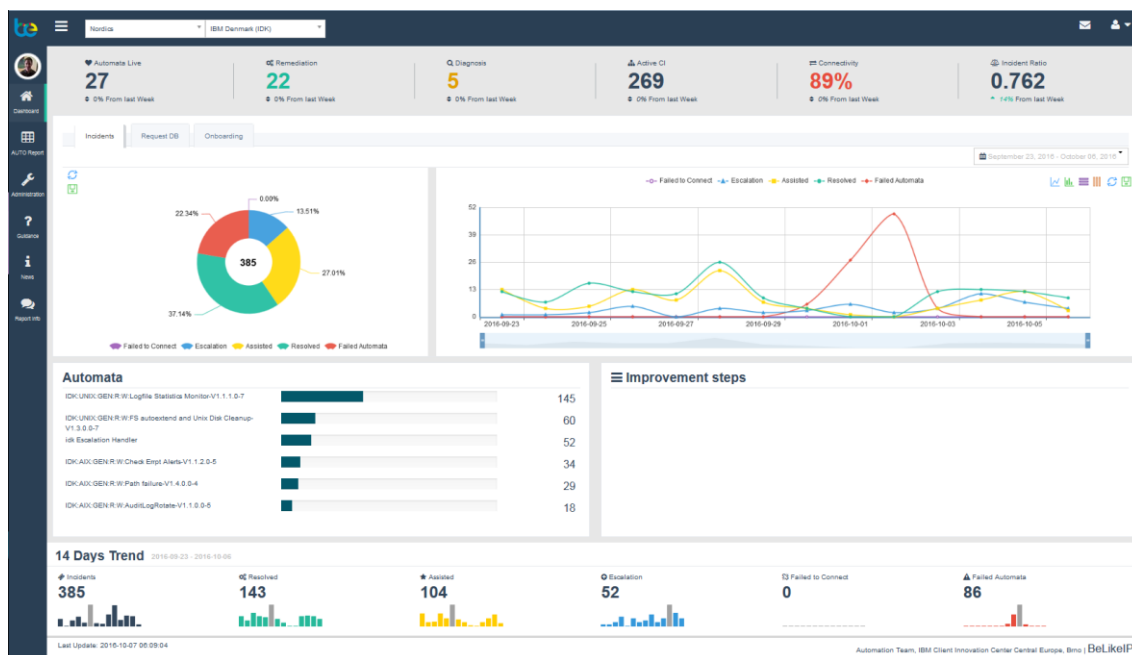 be
Nordics
IBM Denmark (IDK)
Automata Live
27
0% From last Week
Remediation
22
0% From last Week
Diagnosis
5
0% From last Week
Active CI
269
0% From last Week
Connectivity
89%
0% From last Week
Incident Ratio
0.762
14% From last Week
Dashboard
AUTO Report
Administration
Guidance
News
Report Info
Incidents
Request DB
Onboarding
September 23, 2016 - October 06, 2016
0.00%
13.51%
27.01%
37.14%
22.34%
385
Failed to Connect Escalation Assisted Resolved Failed Automata
Failed to Connect Escalation Assisted Resolved Failed Automata
52
39
26
13
0
2016-09-23 2016-09-25 2016-09-27 2016-09-29 2016-10-01 2016-10-03 2016-10-05
Automata
IDK:UNIX:GEN:R:W:Logfile Statistics Monitor-V1.1.1.0-7 145
IDK:UNIX:GEN:R:W:FS autoextend and Unix Disk Cleanup-
V1.3.0.0-7 60
idk Escalation Handler 52
IDK:AIX:GEN:R:W:Check Errpt Alerts-V1.1.2.0-5 34
IDK:AIX:GEN:R:W:Path failure-V1.4.0.0-4 29
IDK:AIX:GEN:R:W:AuditLogRotate-V1.1.0.0-6 18
Improvement steps
14 Days Trend 2016-09-23 - 2016-10-06
Incidents
385
Resolved
143
Assisted
104
Escalation
52
Failed to Connect
0
Failed Automata
86
Last Update: 2016-10-07 06:09:04
Automation Team, IBM Client Innovation Center Central Europe, Brno | BeLikeIP